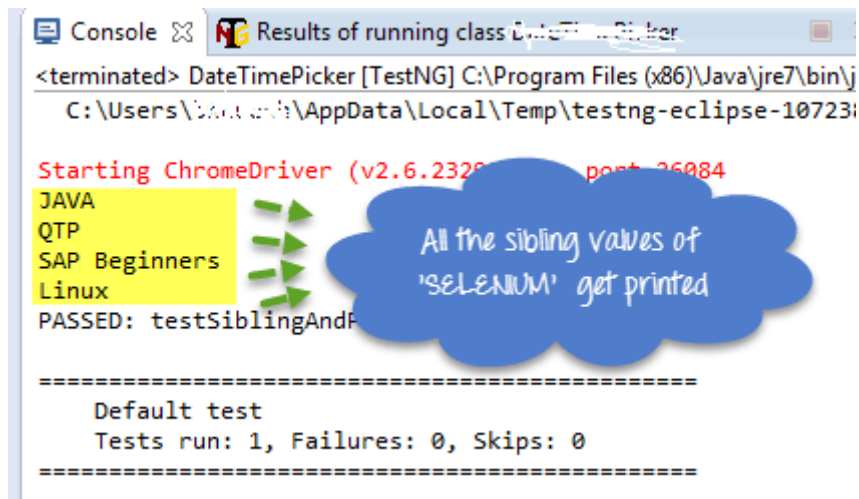 Console Results of running class
<terminated> DateTimePicker [TestNG] C:\Program Files (x86)\Java\jre7\bin\j
C:\Users\ \AppData\Local\Temp\testng-eclipse-107238
Starting ChromeDriver (v2.6.232 port 26084
JAVA
QTP
SAP Beginners
Linux
All the sibling values of
'SELENIUM' get printed
PASSED: testSiblingAndP
==============================================
Default test
Tests run: 1, Failures: 0, Skips: 0
==============================================